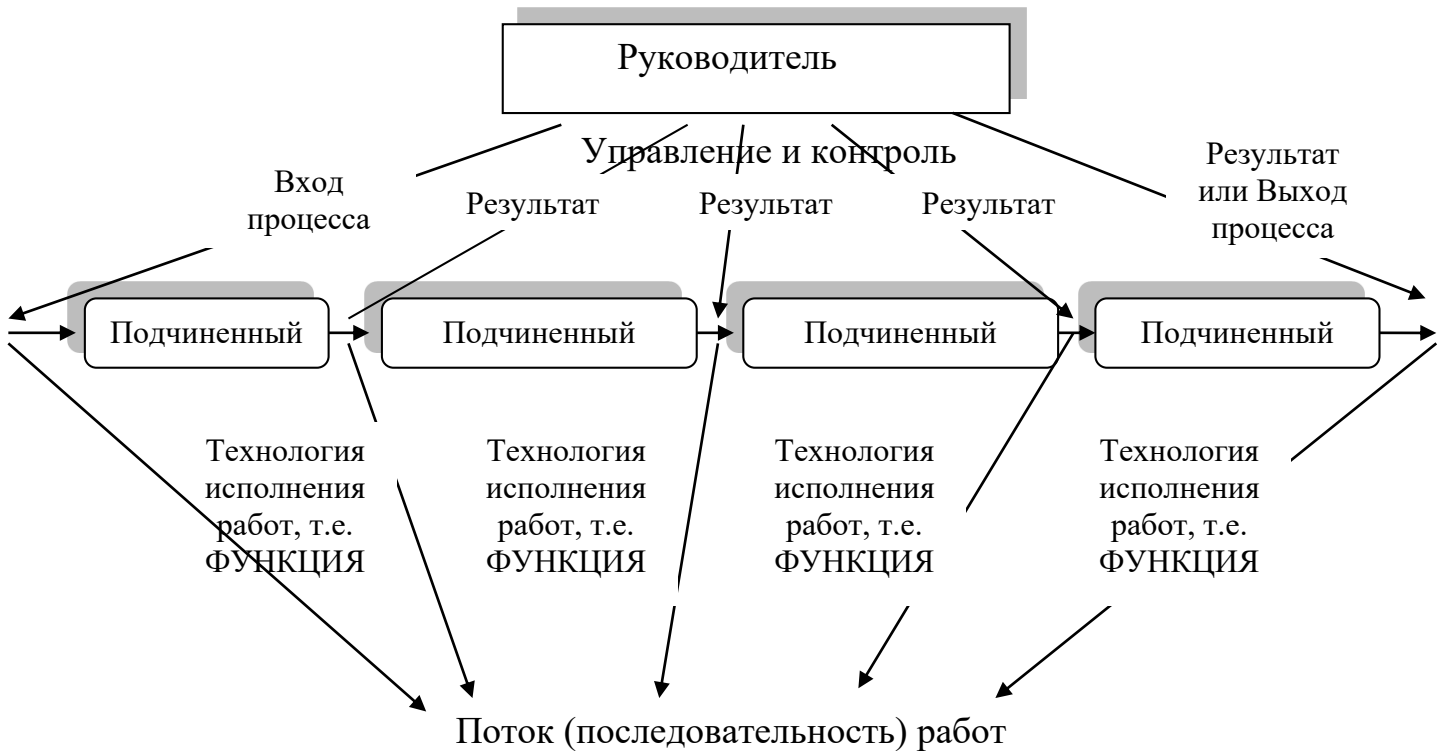 Руководитель
Управление и контроль
Вход
процесса
Результат
Результат
Результат
Результат
или Выход
процесса
Подчиненный
Подчиненный
Подчиненный
Подчиненный
Технология
исполнения
работ, т.е.
ФУНКЦИЯ
Технология
исполнения
работ, т.е.
ФУНКЦИЯ
Технология
исполнения
работ, т.е.
ФУНКЦИЯ
Технология
исполнения
работ, т.е.
ФУНКЦИЯ
Поток (последовательность) работ